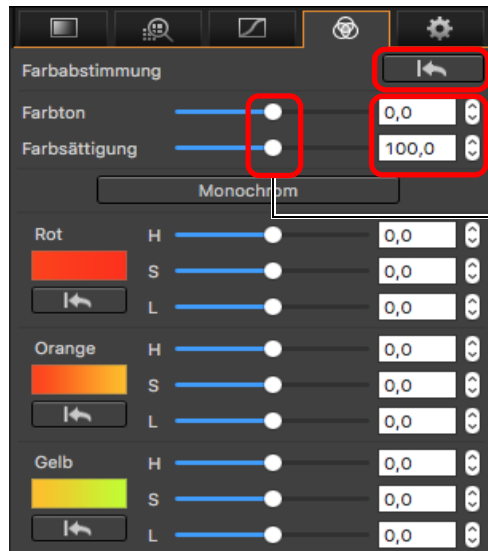 Farbabstimmung
Farbton 0,0
Farbsättigung 100,0
Monochrom
Rot H 0,0
S 0,0
L 0,0
Orange H 0,0
S 0,0
L 0,0
Gelb H 0,0
S 0,0
L 0,0